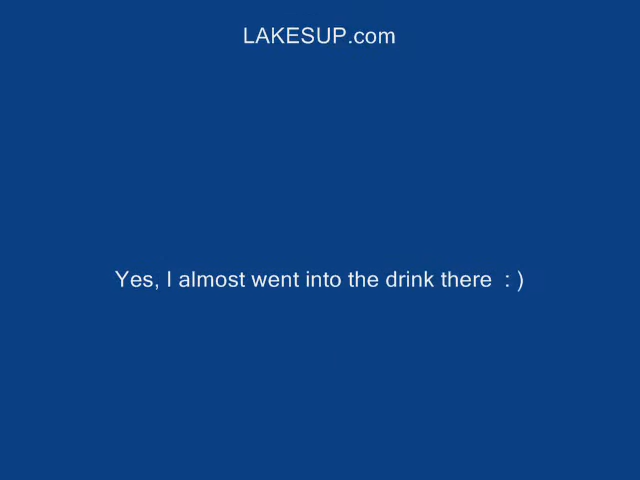 LAKESUP.com
Yes, I almost went into the drink there  : )